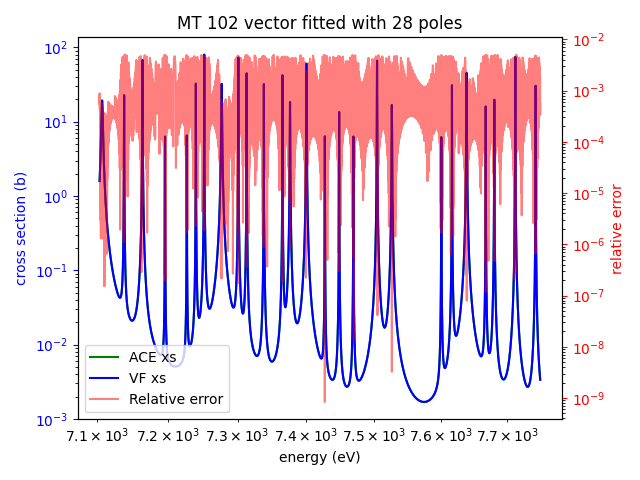 MT 102 vector fitted with 28 poles
10² 10¹ 10⁰ 10⁻¹ 10⁻² 10⁻³
cross section (b)
10⁻² 10⁻³ 10⁻⁴ 10⁻⁵ 10⁻⁶ 10⁻⁷ 10⁻⁸ 10⁻⁹
relative error
ACE xs
VF xs
Relative error
7.1 × 10³ 7.2 × 10³ 7.3 × 10³ 7.4 × 10³ 7.5 × 10³ 7.6 × 10³ 7.7 × 10³
energy (eV)